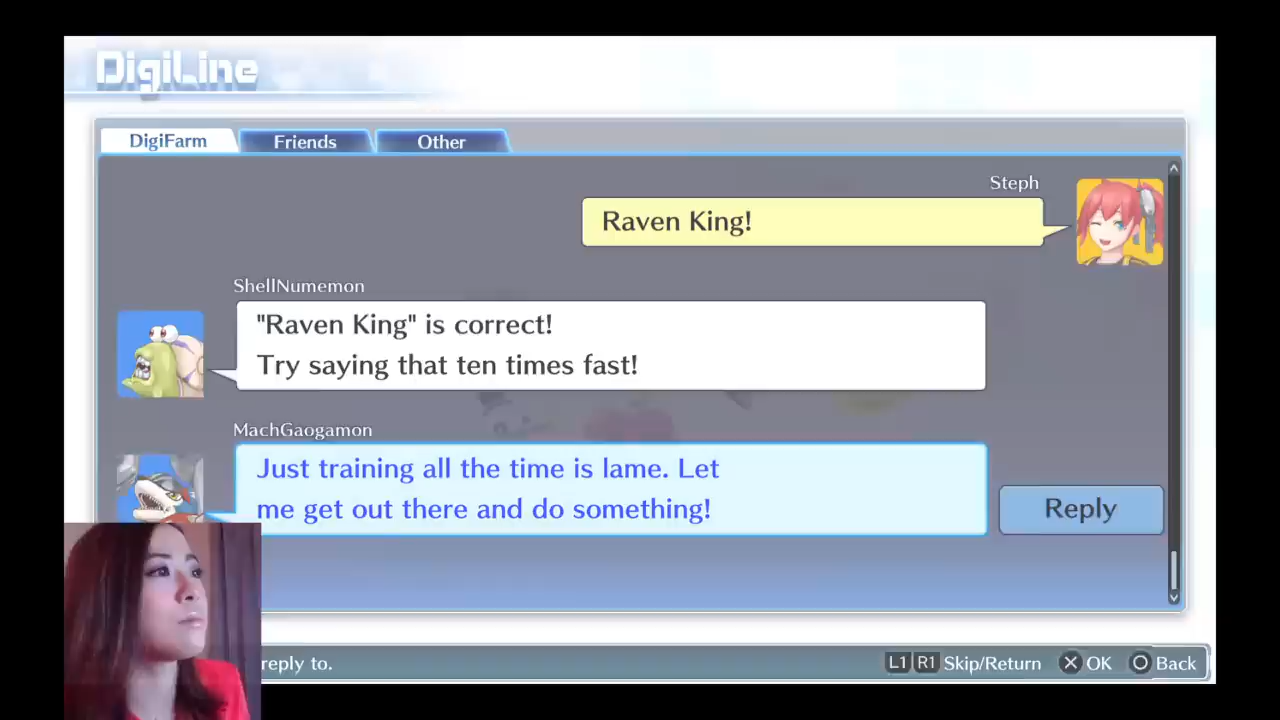 DigiLine
DigiFarm Friends Other
Steph
Raven King!
ShellNumemon
"Raven King" is correct!
Try saying that ten times fast!
MachGaogamon
Just training all the time is lame. Let
me get out there and do something!
Reply
reply to.
L1 R1 Skip/Return OK Back